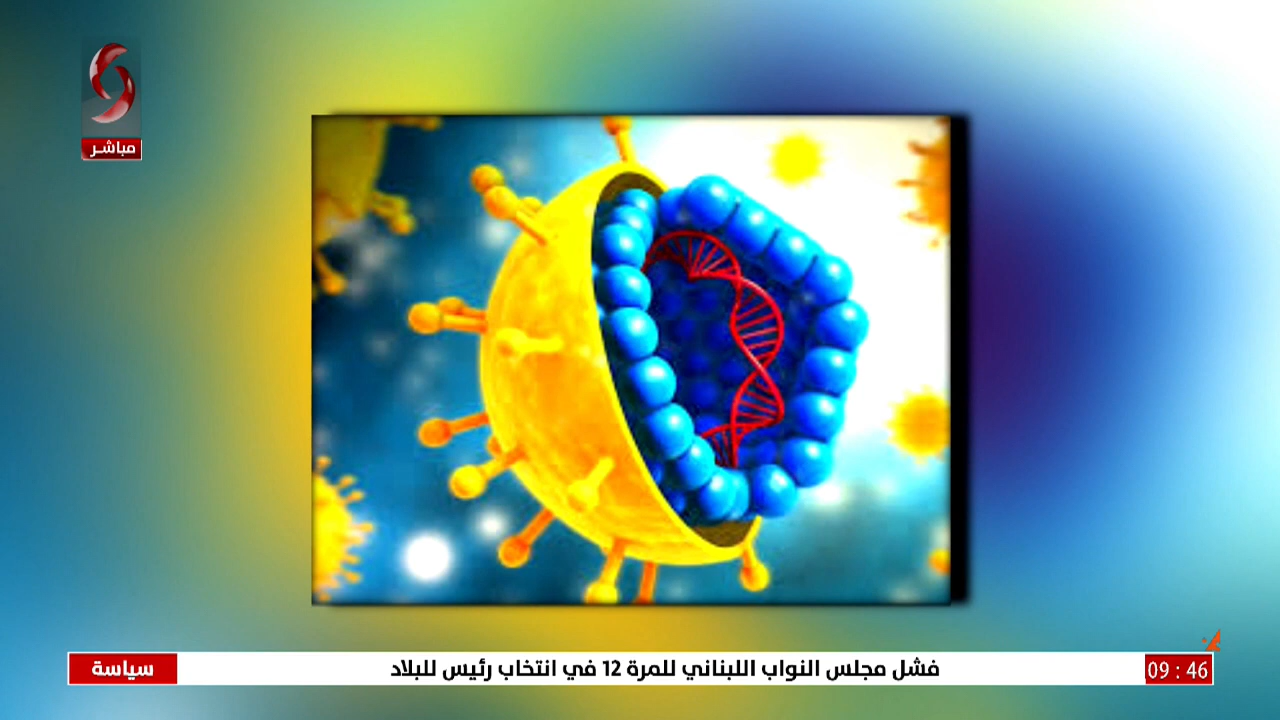 مباشر
سياسة
فشل مجلس النواب اللبناني للمرة 12 في انتخاب رئيس للبلاد
09 : 46